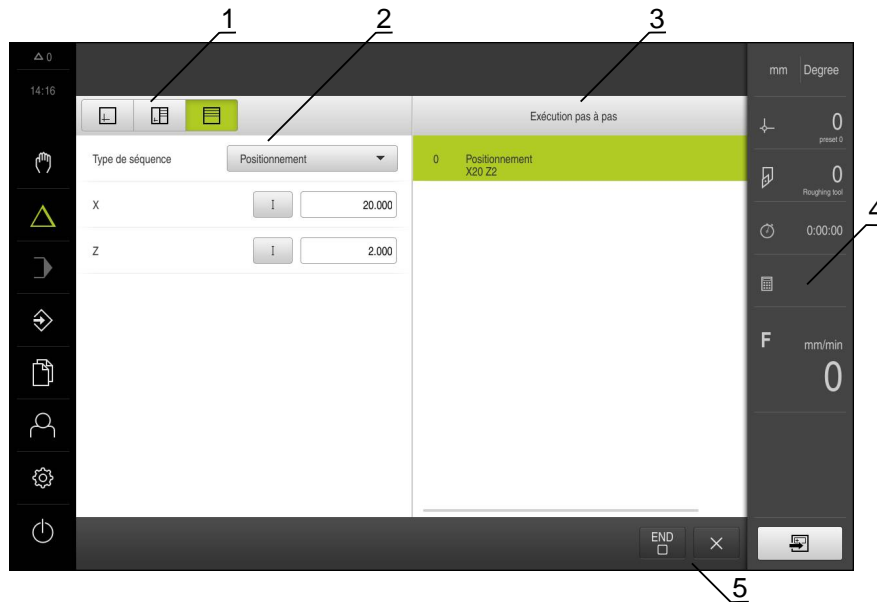 1
2
3
0
14:16
mm Degree
Exécution pas à pas
0
preset 0
Type de séquence Positionnement
0 Positionnement
X20 Z2
0
Roughing tool
X I 20.000
4
0:00:00
Z I 2.000
F mm/min
0
END
5